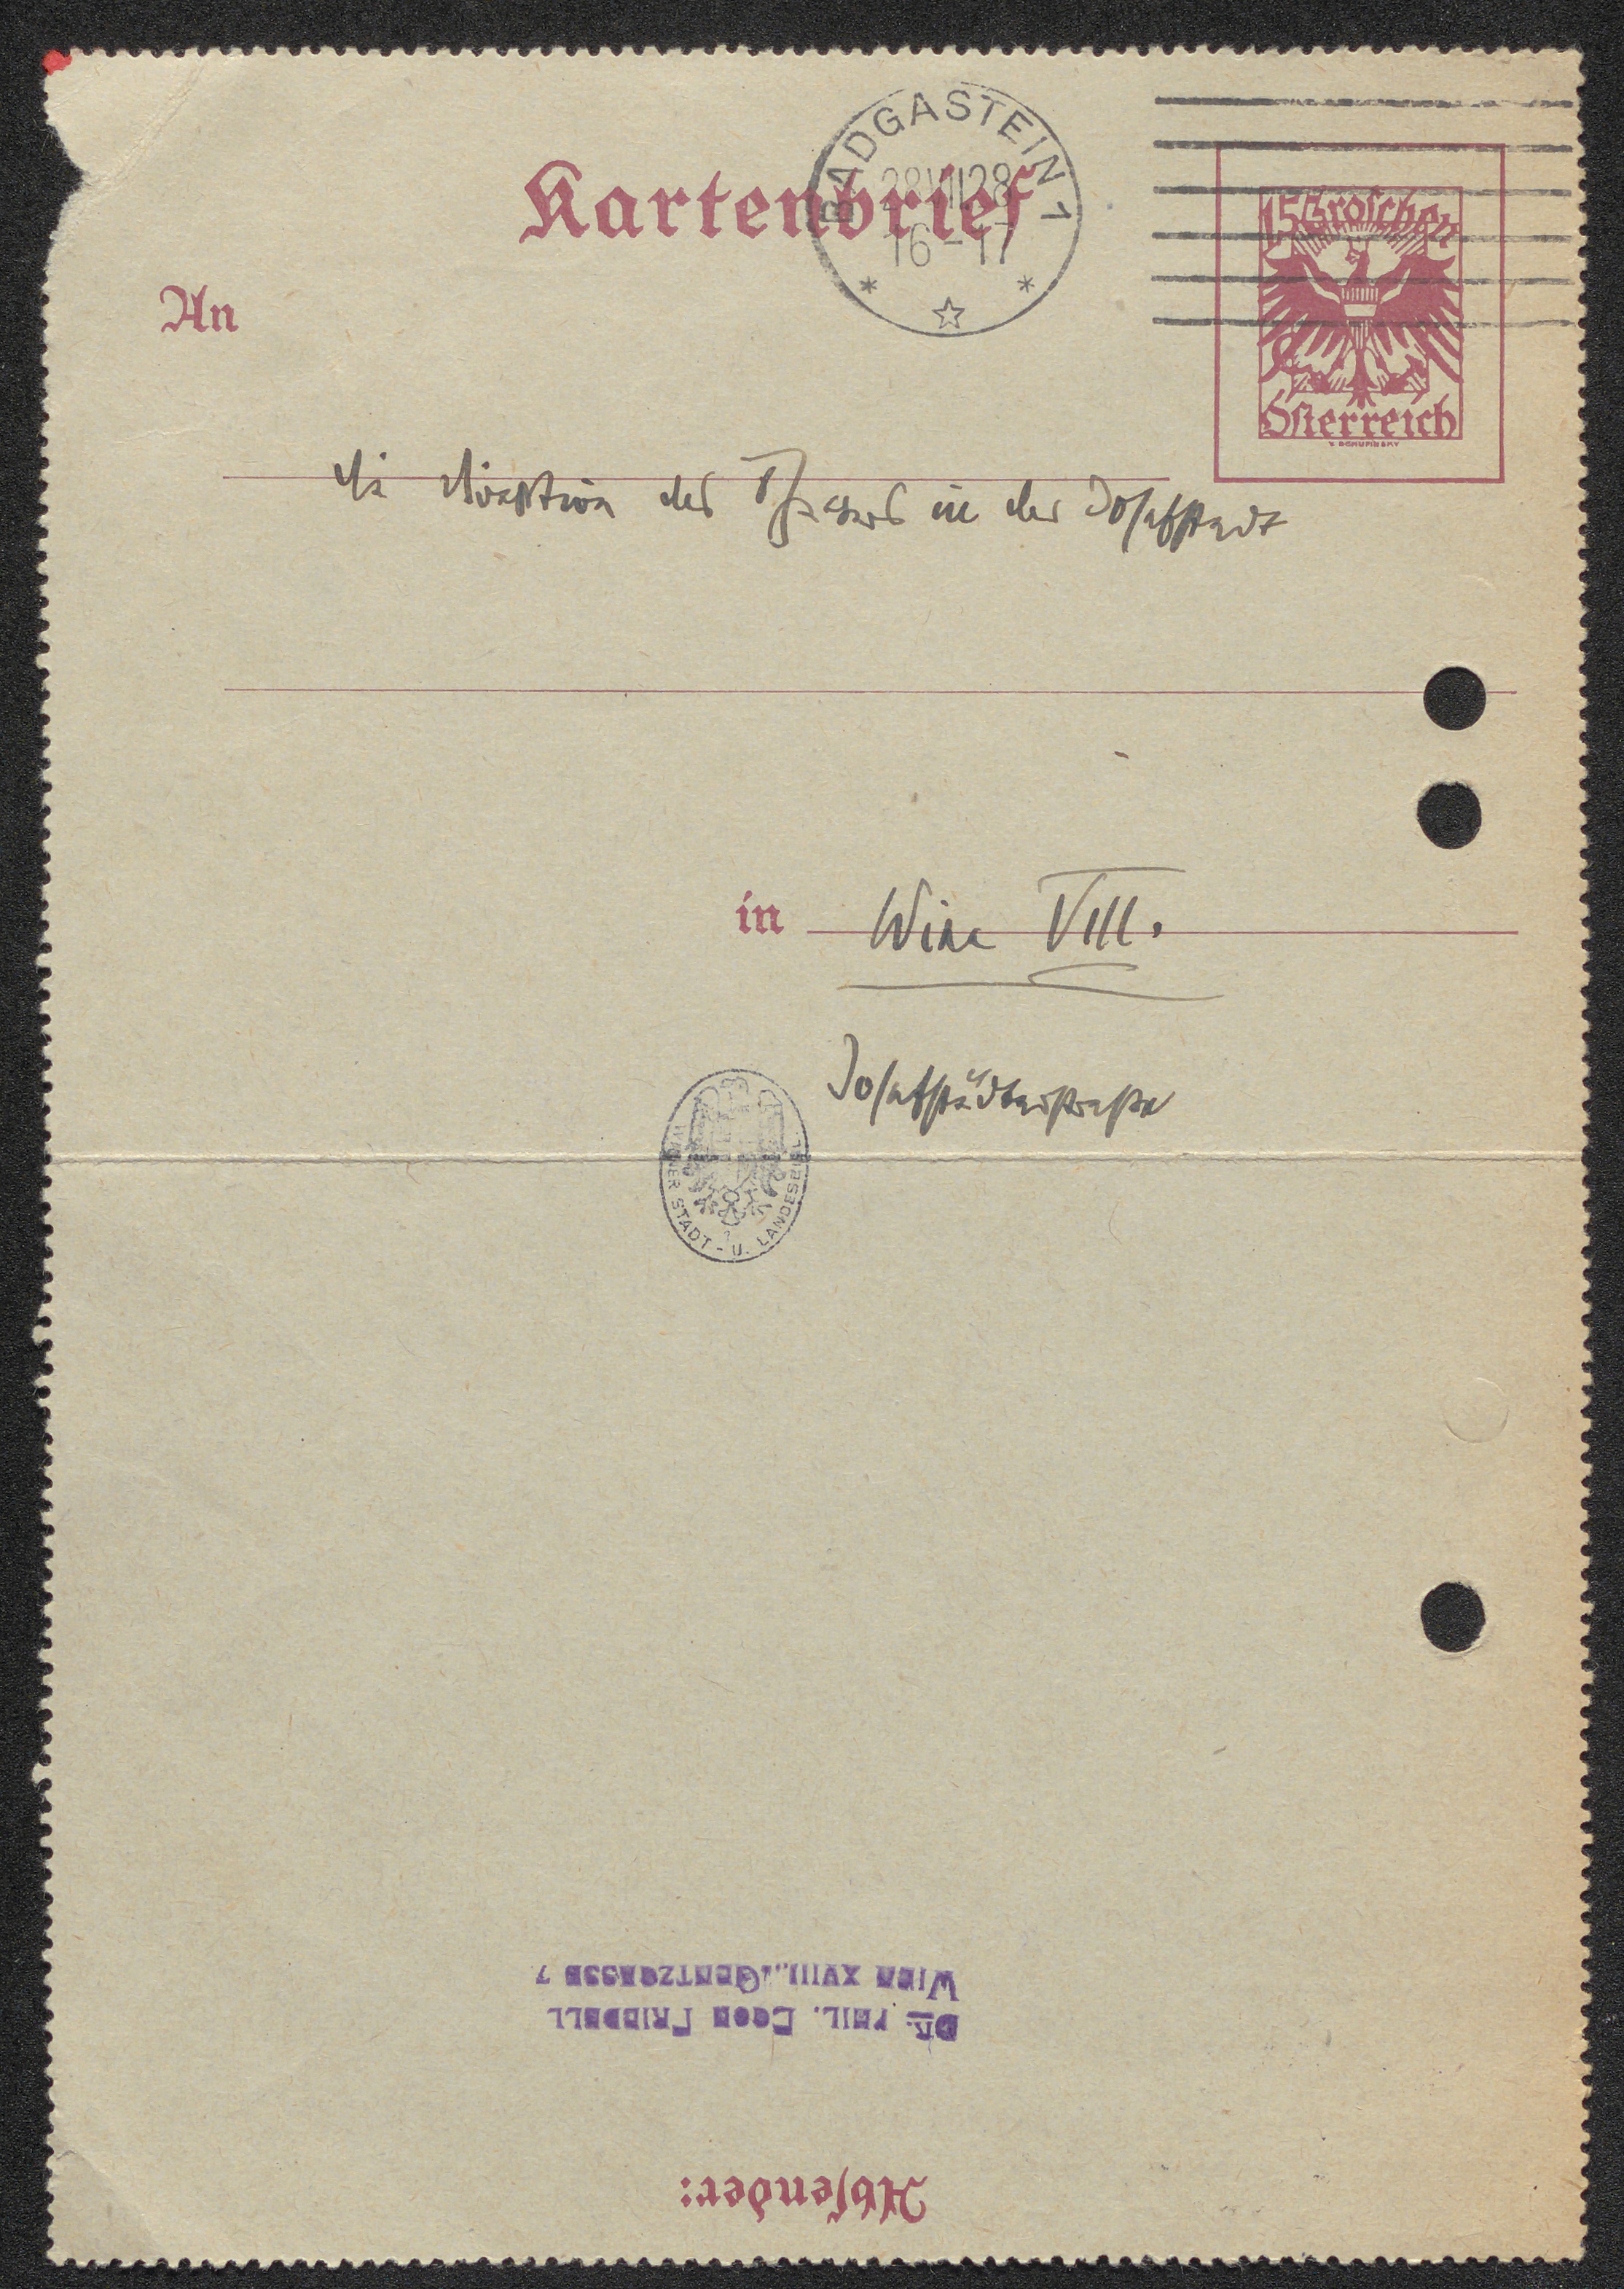 Kartenbrief
BADGASTEIN 1
28 VII 28
16-17
15 Groschen
Österreich
An
die Direktion des Theaters in der Josefstadt
in Wien VIII.
Josefstädterstraße
WIENER STADT- U. LANDESBIBL.
Absender:
DR. PHIL. EGON FRIEDELL
WIEN XVIII., GENTZGASSE 7